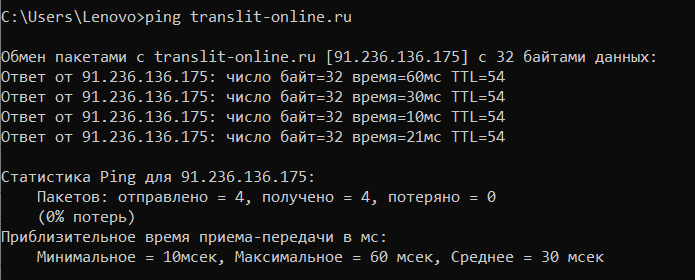 C:\Users\Lenovo>ping translit-online.ru
Обмен пакетами с translit-online.ru [91.236.136.175] с 32 байтами данных:
Ответ от 91.236.136.175: число байт=32 время=60мс TTL=54
Ответ от 91.236.136.175: число байт=32 время=30мс TTL=54
Ответ от 91.236.136.175: число байт=32 время=10мс TTL=54
Ответ от 91.236.136.175: число байт=32 время=21мс TTL=54
Статистика Ping для 91.236.136.175:
Пакетов: отправлено = 4, получено = 4, потеряно = 0
(0% потерь)
Приблизительное время приема-передачи в мс:
Минимальное = 10мсек, Максимальное = 60 мсек, Среднее = 30 мсек